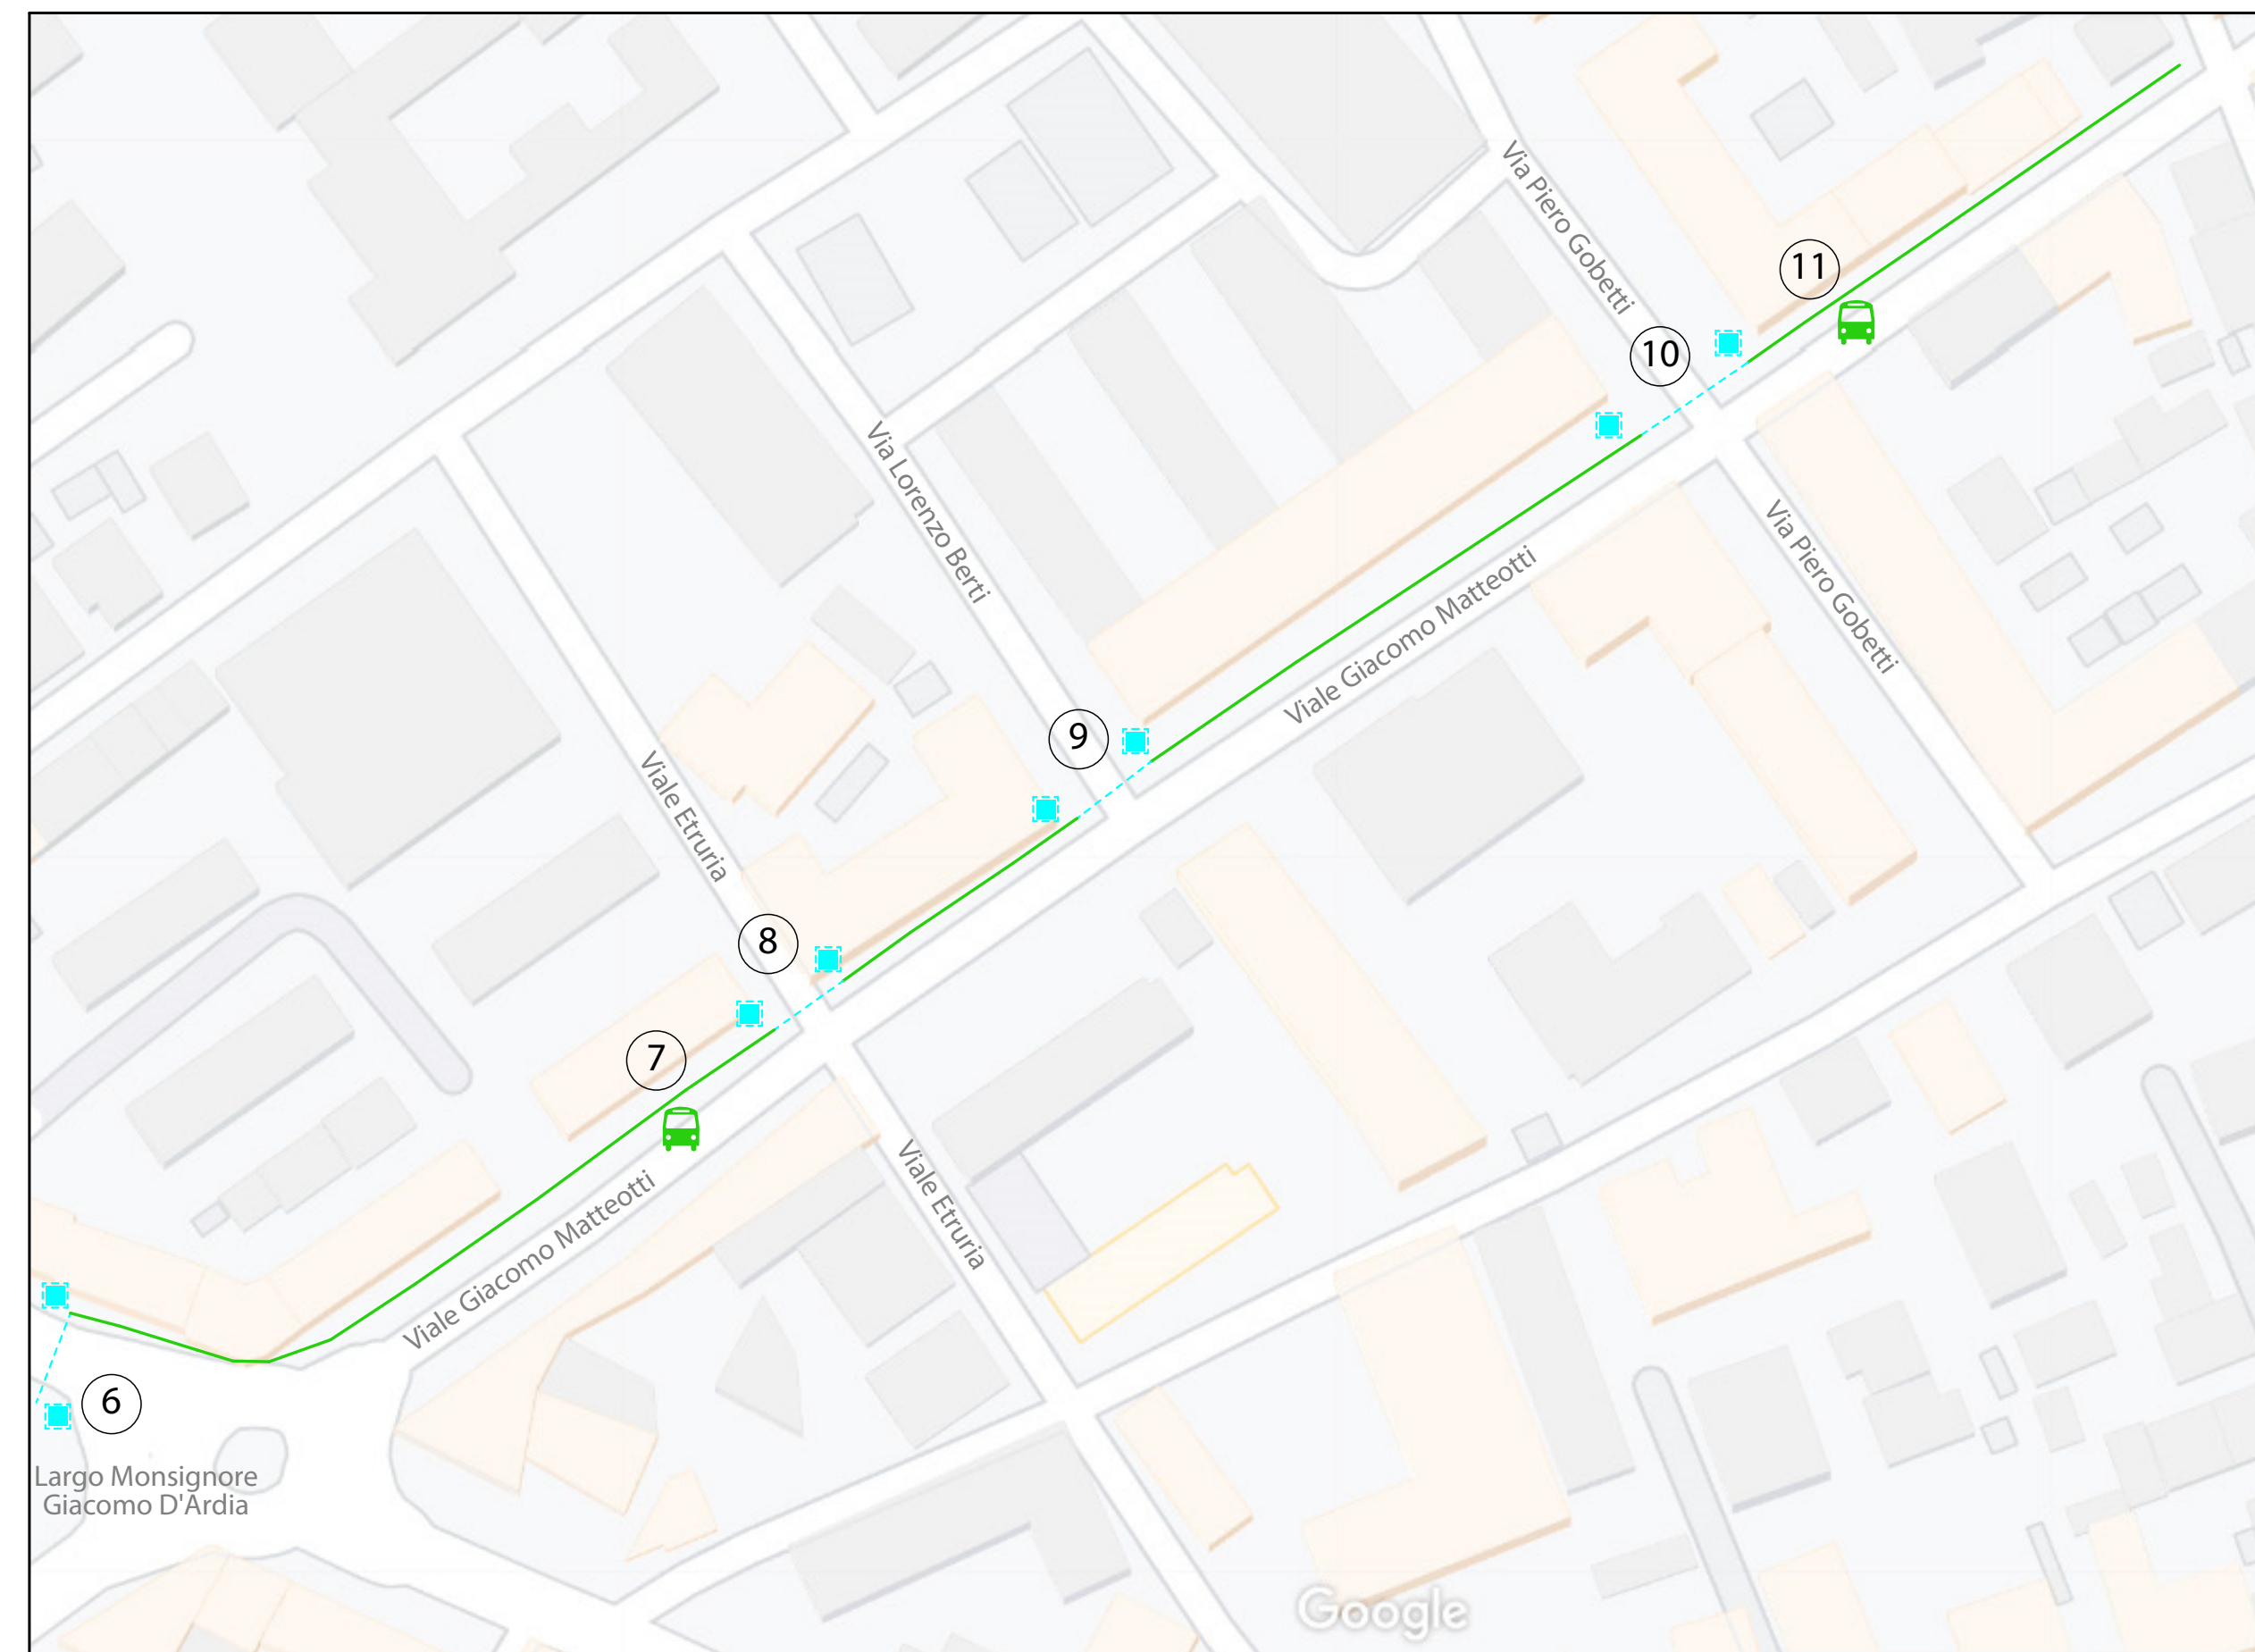 Via Piero Gobetti
11
10
Via Lorenzo Berti
Via Piero Gobetti
Viale Giacomo Matteotti
9
Viale Etruria
8
7
Viale Etruria
Viale Giacomo Matteotti
6
Largo Monsignore
Giacomo D'Ardia
Google